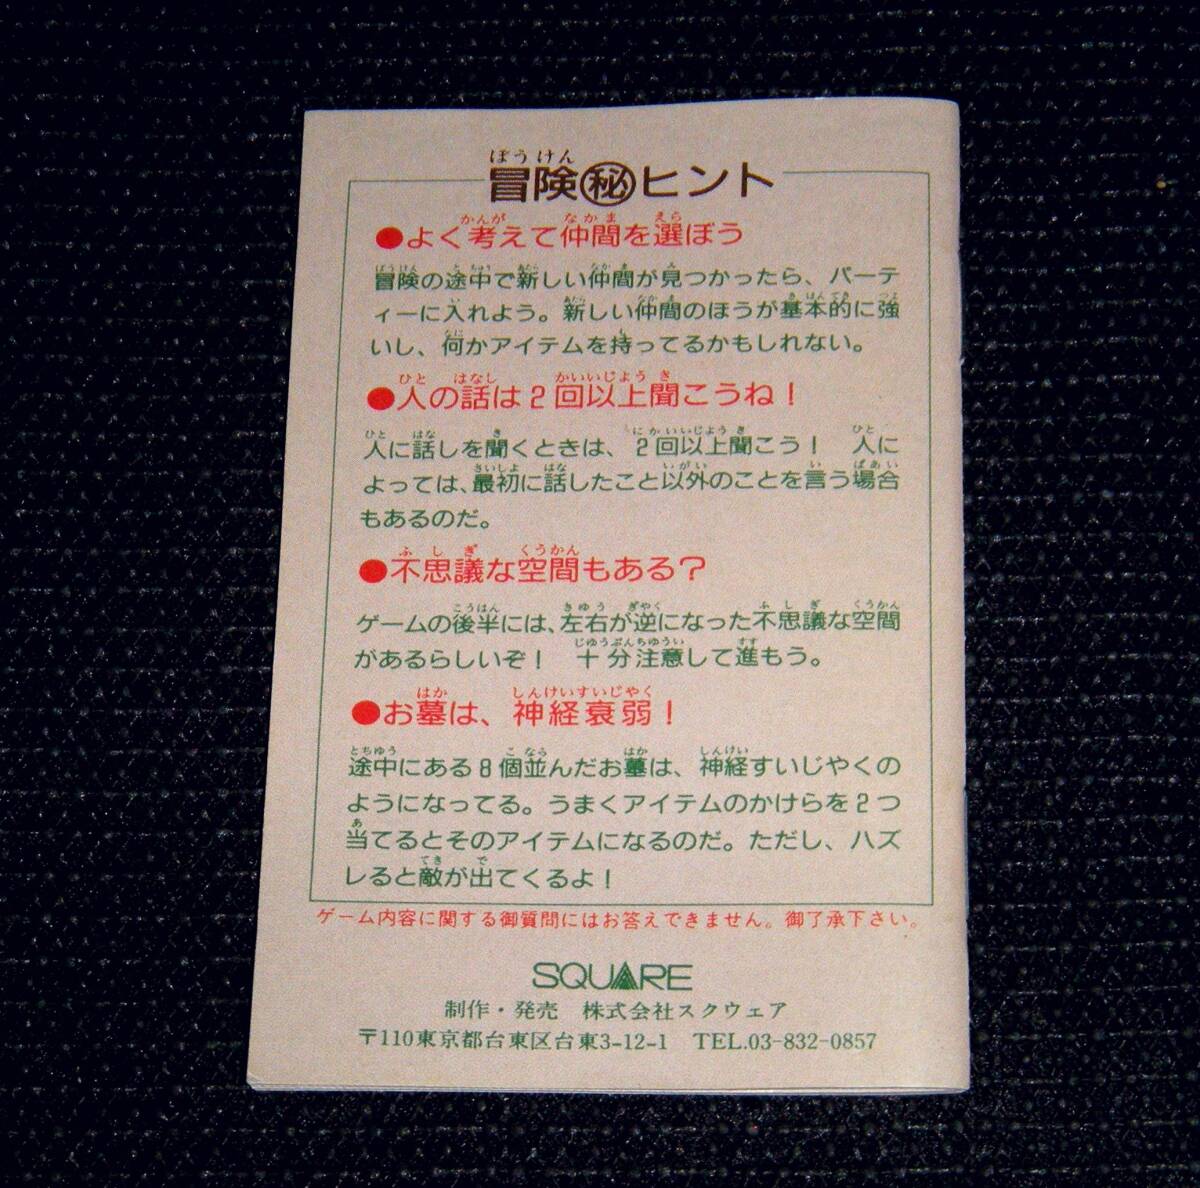 冒険㊙ヒント
●よく考えて仲間を選ぼう
冒険の途中で新しい仲間が見つかったら、パーテ
ィーに入れよう。新しい仲間のほうが基本的に強
いし、何かアイテムを持ってるかもしれない。
●人の話は2回以上聞こうね！
人に話しを聞くときは、2回以上聞こう！　人に
よっては、最初に話したこと以外のことを言う場合
もあるのだ。
●不思議な空間もある？
ゲームの後半には、左右が逆になった不思議な空間
があるらしいぞ！　十分注意して進もう。
●お墓は、神経衰弱！
途中にある8個並んだお墓は、神経すいじやくの
ようになってる。うまくアイテムのかけらを2つ
当てるとそのアイテムになるのだ。ただし、ハズ
レると敵が出てくるよ！
ゲーム内容に関する御質問にはお答えできません。御了承下さい。
SQUARE
制作・発売　株式会社スクウェア
〒110東京都台東区台東3-12-1　TEL.03-832-0857